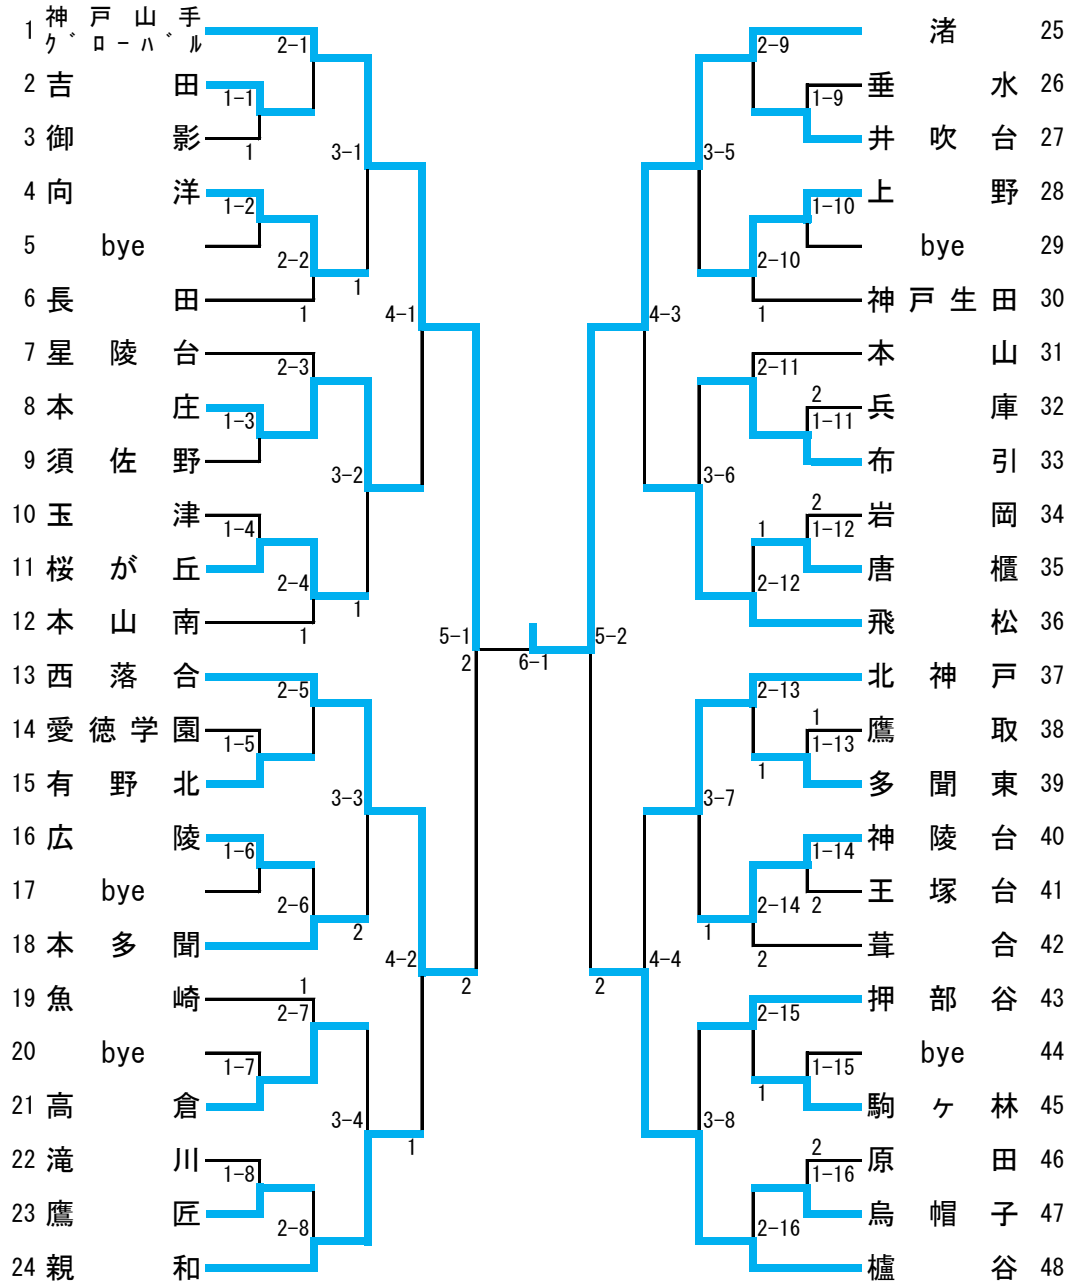 1 神戸山手グローバル 2-1 2-9 渚 25
2 吉田 1-1 1-9 垂水 26
3 御影 1 3-1 3-5 井吹台 27
4 向洋 1-2 1-10 上野 28
5 bye 2-2 1 2-10 bye 29
6 長田 1 4-1 4-3 1 神戸生田 30
7 星陵台 2-3 2-11 本山 31
8 本庄 1-3 2 1-11 兵庫 32
9 須佐野 3-2 3-6 布引 33
10 玉津 1-4 1 2 1-12 岩岡 34
11 桜が丘 2-4 1 2-12 唐櫃 35
12 本山南 1 5-1 2 6-1 5-2 飛松 36
13 西落合 2-5 2-13 北神戸 37
14 愛徳学園 1-5 1 1-13 鷹取 38
15 有野北 3-3 3-7 1 多聞東 39
16 広陵 1-6 1-14 神陵台 40
17 bye 2-6 2 1 2-14 2 王塚台 41
18 本多聞 4-2 2 2 4-4 2 葺合 42
19 魚崎 1 2-7 2-15 押部谷 43
20 bye 1-7 1-15 bye 44
21 高倉 3-4 1 3-8 1 駒ヶ林 45
22 滝川 1-8 2 1-16 原田 46
23 鷹匠 2-8 2-16 烏帽子 47
24 親和 櫨谷 48